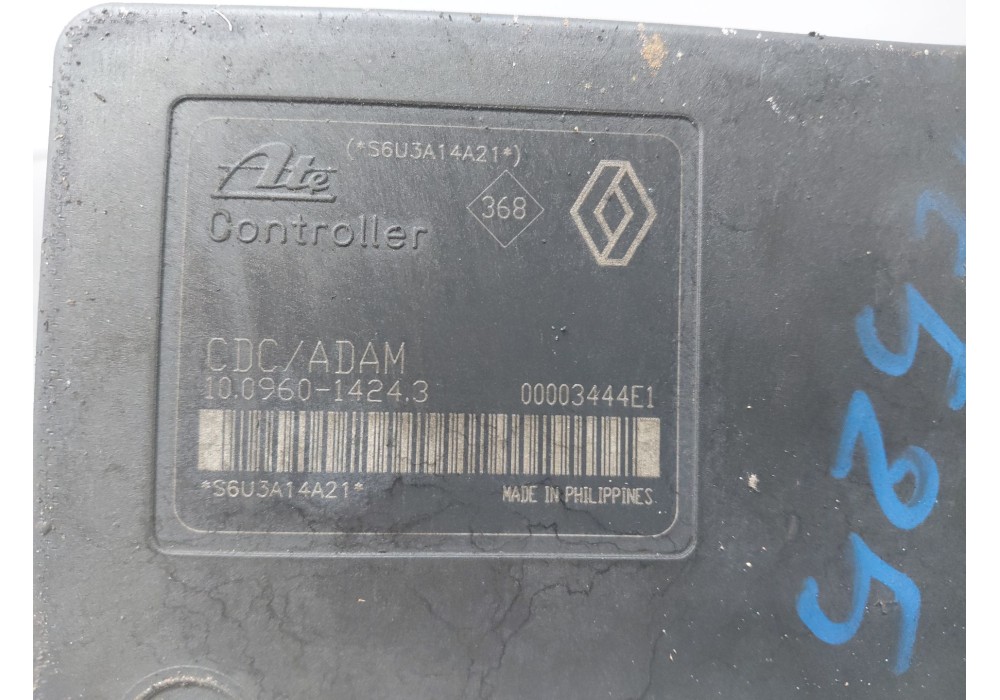 (*S6U3A14A21*)
Ate
368
Controller
CDC/ADAM
10.0960-1424.3 00003444E1
*S6U3A14A21*
MADE IN PHILIPPINES